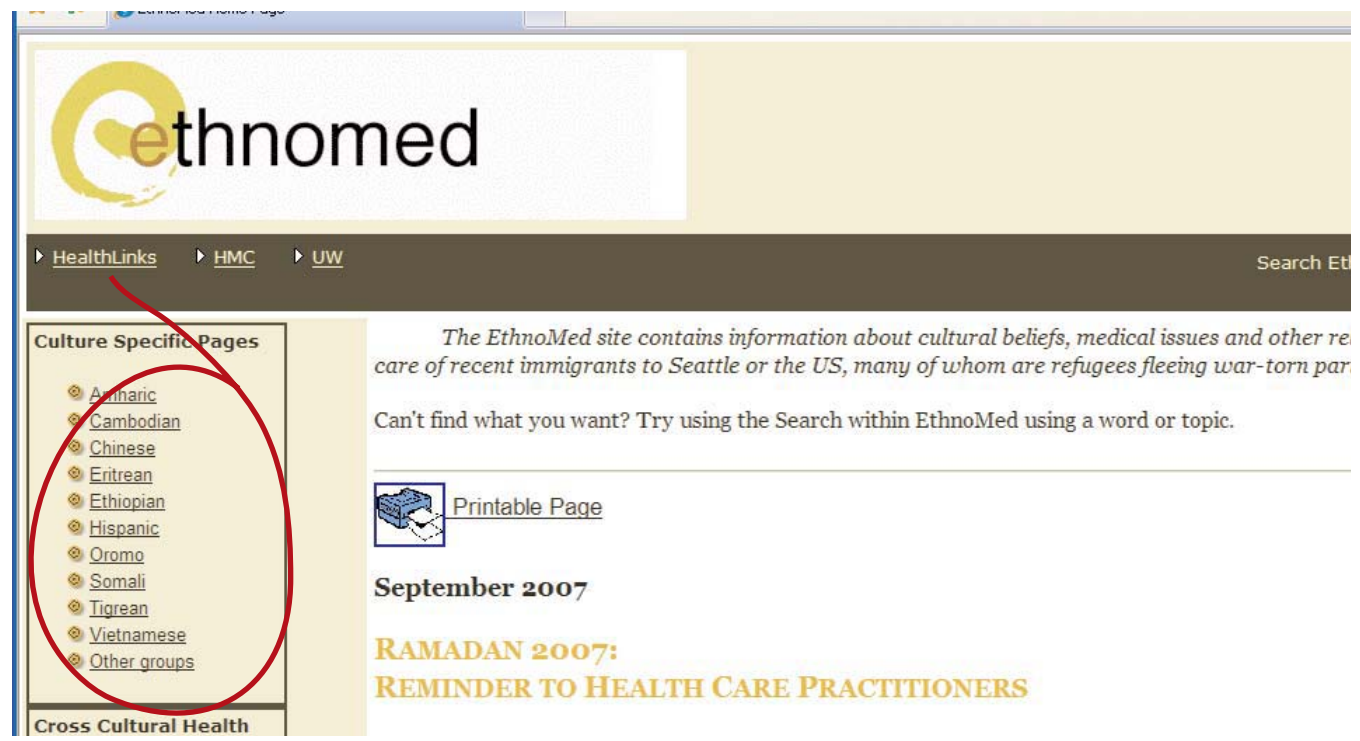 ethnomed
HealthLinks HMC UW
Search
Culture Specific Pages
Amharic
Cambodian
Chinese
Eritrean
Ethiopian
Hispanic
Oromo
Somali
Tigrean
Vietnamese
Other groups
Cross Cultural Health
The EthnoMed site contains information about cultural beliefs, medical issues and other
care of recent immigrants to Seattle or the US, many of whom are refugees fleeing war-torn
Can't find what you want? Try using the Search within EthnoMed using a word or topic.
Printable Page
September 2007
RAMADAN 2007:
REMINDER TO HEALTH CARE PRACTITIONERS